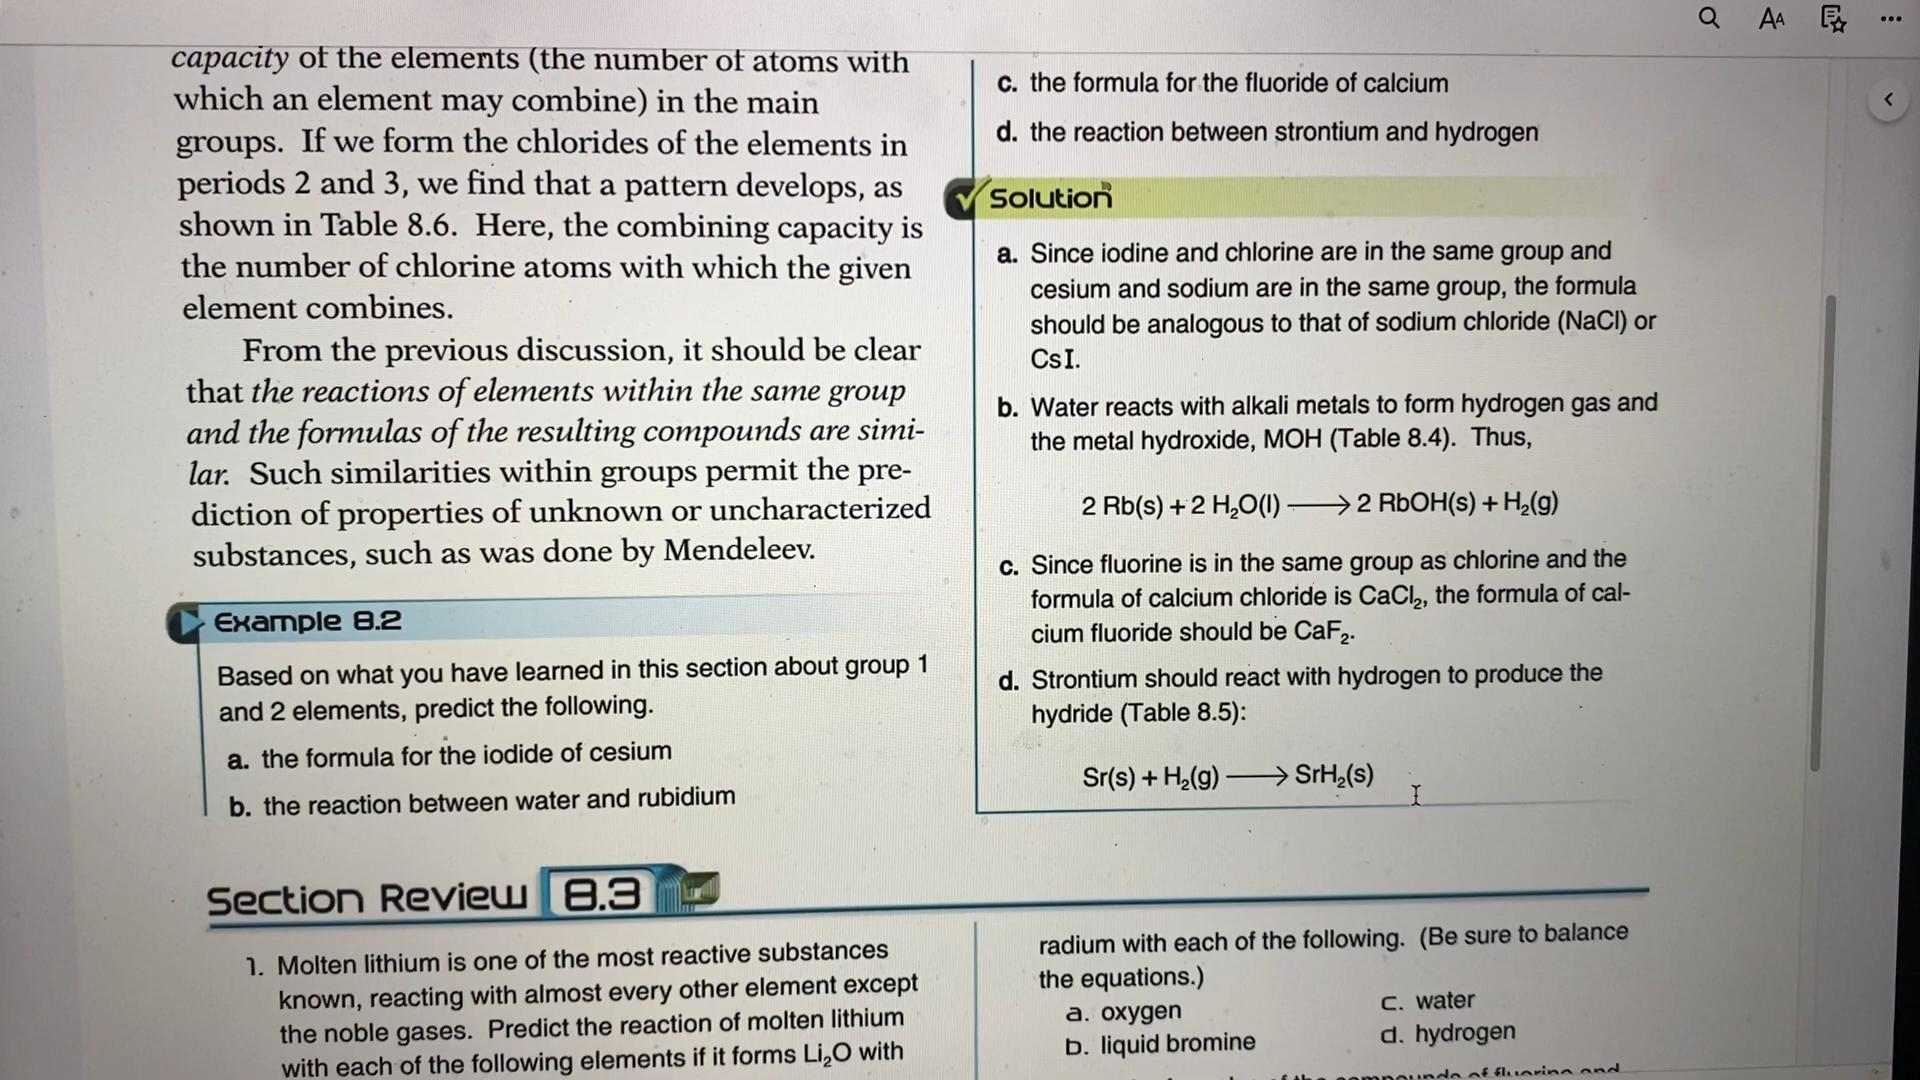 capacity of the elements (the number of atoms with
which an element may combine) in the main
groups. If we form the chlorides of the elements in
periods 2 and 3, we find that a pattern develops, as
shown in Table 8.6. Here, the combining capacity is
the number of chlorine atoms with which the given
element combines.
From the previous discussion, it should be clear
that the reactions of elements within the same group
and the formulas of the resulting compounds are simi-
lar. Such similarities within groups permit the pre-
diction of properties of unknown or uncharacterized
substances, such as was done by Mendeleev.
Example 8.2
Based on what you have learned in this section about group 1
and 2 elements, predict the following.
a. the formula for the iodide of cesium
b. the reaction between water and rubidium
c. the formula for the fluoride of calcium
d. the reaction between strontium and hydrogen
Solution
a. Since iodine and chlorine are in the same group and
cesium and sodium are in the same group, the formula
should be analogous to that of sodium chloride (NaCl) or
CsI.
b. Water reacts with alkali metals to form hydrogen gas and
the metal hydroxide, MOH (Table 8.4). Thus,
2 Rb(s) + 2 H₂O(l) ⟶ 2 RbOH(s) + H₂(g)
c. Since fluorine is in the same group as chlorine and the
formula of calcium chloride is CaCl₂, the formula of cal-
cium fluoride should be CaF₂.
d. Strontium should react with hydrogen to produce the
hydride (Table 8.5):
Sr(s) + H₂(g) ⟶ SrH₂(s)
Section Review 8.3
1. Molten lithium is one of the most reactive substances
known, reacting with almost every other element except
the noble gases. Predict the reaction of molten lithium
with each of the following elements if it forms Li₂O with
radium with each of the following. (Be sure to balance
the equations.)
a. oxygen
b. liquid bromine
c. water
d. hydrogen
of the compounds of fluorine and
AA